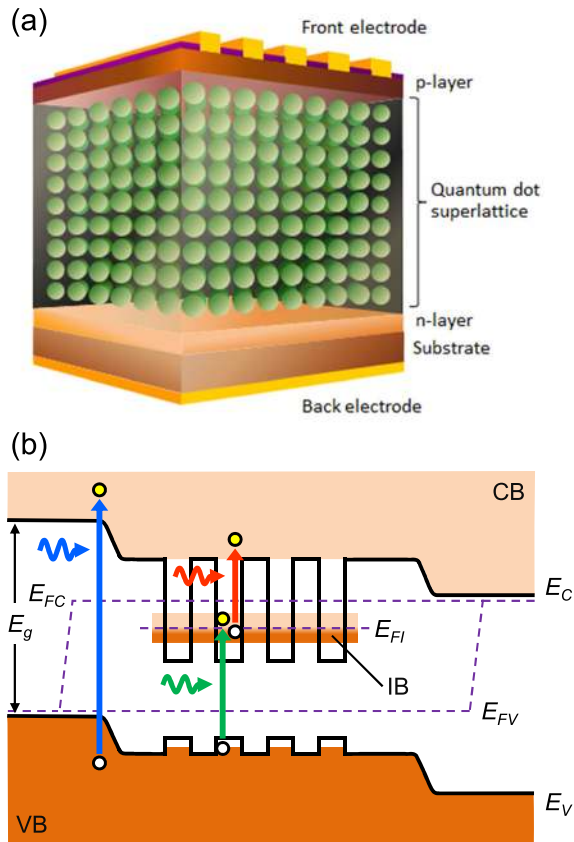 (a)
Front electrode
p-layer
Quantum dot
superlattice
n-layer
Substrate
Back electrode
(b)
CB
E_FC
E_C
E_g
E_FI
IB
E_FV
E_V
VB